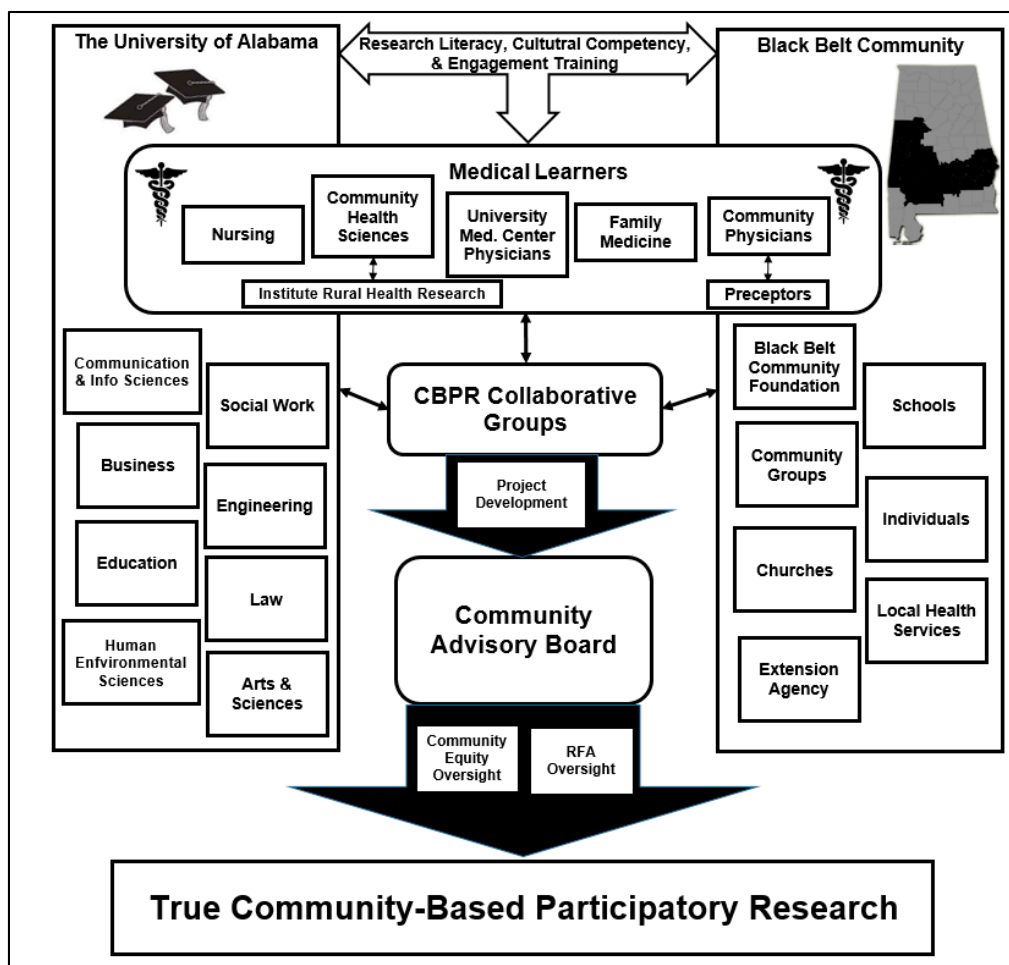 The University of Alabama
Research Literacy, Cultutral Competency,
& Engagement Training
Black Belt Community
Medical Learners
Nursing
Community
Health
Sciences
University
Med. Center
Physicians
Family
Medicine
Community
Physicians
Institute Rural Health Research
Preceptors
Communication
& Info Sciences
Social Work
Business
Engineering
Education
Law
Human
Enfvironmental
Sciences
Arts &
Sciences
CBPR Collaborative
Groups
Project
Development
Community
Advisory Board
Community
Equity
Oversight
RFA
Oversight
Black Belt
Community
Foundation
Schools
Community
Groups
Individuals
Churches
Local Health
Services
Extension
Agency
True Community-Based Participatory Research